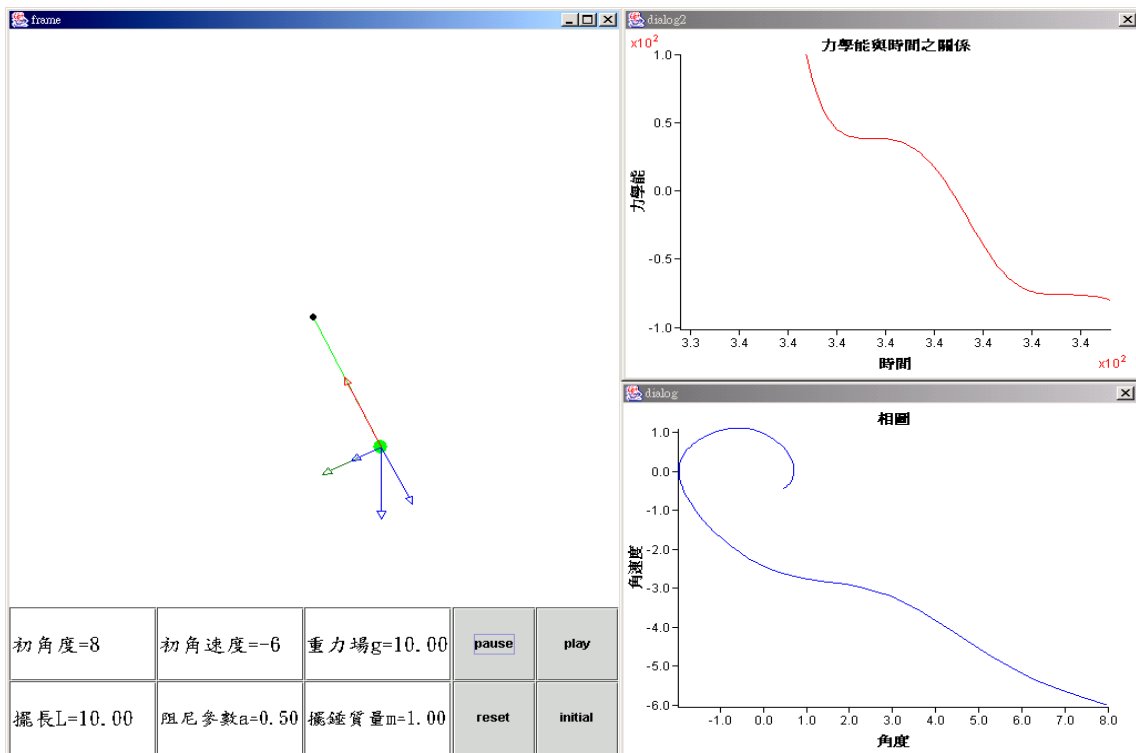 frame
初角度=8
初角速度=-6
重力場g=10.00
pause
play
擺長L=10.00
阻尼參數a=0.50
擺錘質量m=1.00
reset
initial
dialog2
力學能與時間之關係
x10²
1.0
0.5
0.0
-0.5
-1.0
力學能
3.3 3.4 3.4 3.4 3.4 3.4 3.4 3.4 3.4
時間
x10²
dialog
相圖
1.0
0.0
-1.0
-2.0
-3.0
-4.0
-5.0
-6.0
角速度
-1.0 0.0 1.0 2.0 3.0 4.0 5.0 6.0 7.0 8.0
角度